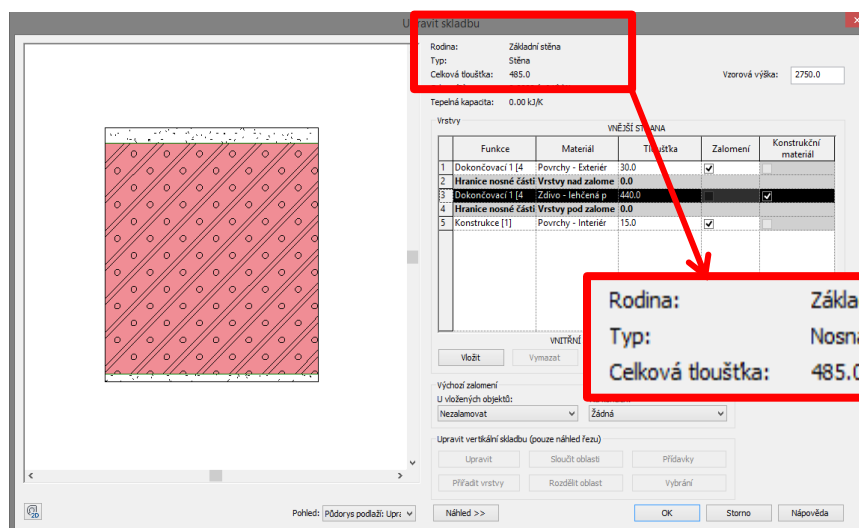 Upravit skladbu
Rodina: Základní stěna
Typ: Stěna
Celková tloušťka: 485.0
Vzorová výška: 2750.0
Tepelná kapacita: 0.00 kJ/K
Vrstvy
VNĚJŠÍ STRANA
Funkce Materiál Tloušťka Zalomení Konstrukční materiál
1 Dokončovací 1 [4 Povrchy - Exteriér 30.0
2 Hranice nosné části Vrstvy nad zalome 0.0
3 Dokončovací 1 [4 Zdivo - lehčená p 440.0
4 Hranice nosné části Vrstvy pod zalome 0.0
5 Konstrukce [1] Povrchy - Interiér 15.0
Rodina: Zákla
Typ: Nosna
Celková tloušťka: 485.0
VNITŘNÍ
Vložit Vymazat
Výchozí zalomení
U vložených objektů:
Nezalamovat Žádná
Upravit vertikální skladbu (pouze náhled řezu)
Upravit Sloučit oblasti Přídavky
Přiřadit vrstvy Rozdělit oblast Vybrání
2D
Pohled: Půdorys podlaží: Upra
Náhled >> OK Storno Nápověda